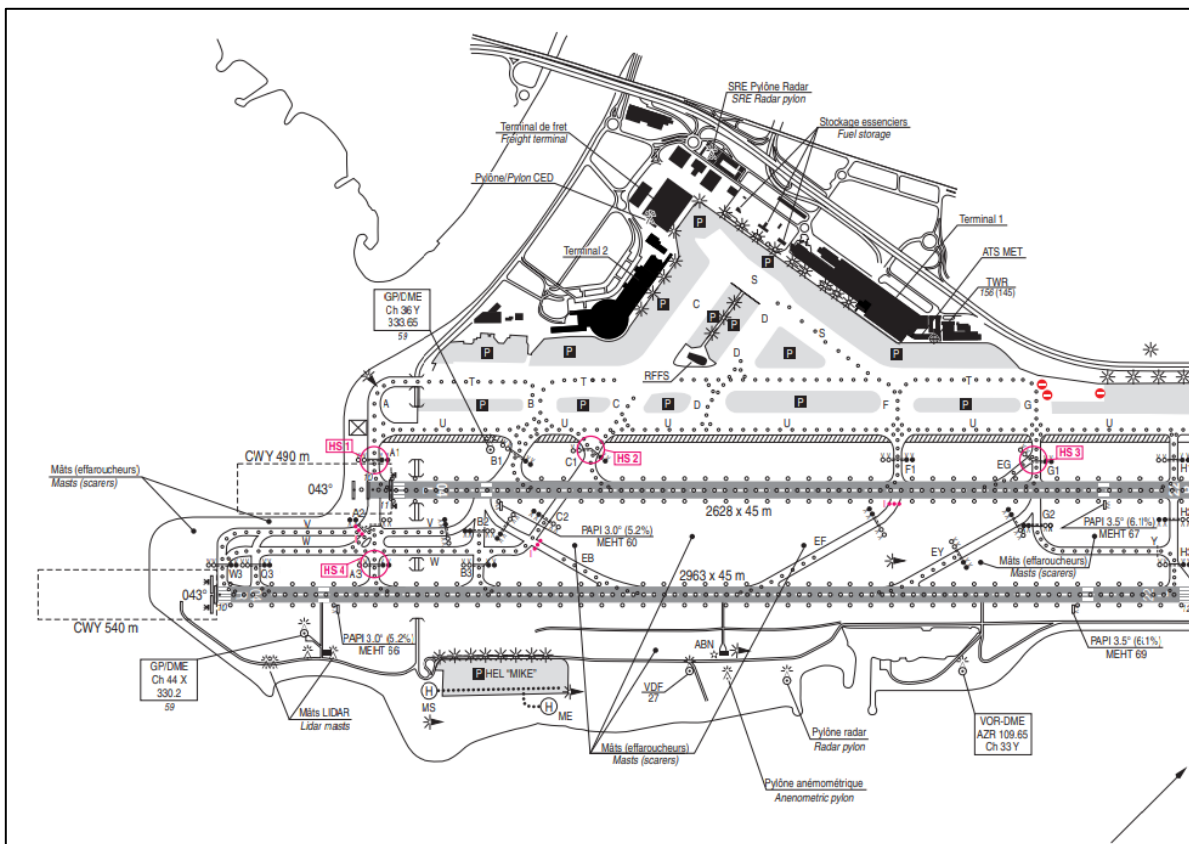 SRE Pylône Radar
SRE Radar pylon
Terminal de fret
Freight terminal
Stockage essenciers
Fuel storage
Pylône/Pylon CED
Terminal 1
Terminal 2
ATS MET
TWR
156 (145)
GP/DME
Ch 36 Y
333.65
59
P
P
S
C
P
P
D
S
P
P
P
RFFS
D
P
P
T
T
T
A
P
B
P
C
P
D
P
F
P
G
U
U
U
U
U
U
HS 1
A1
B1
C1
HS 2
F1
EG
HS 3
G1
H
CWY 490 m
Mâts (effaroucheurs)
Masts (scarers)
043°
2628 x 45 m
A2
V
V
B2
C2
G2
PAPI 3.0° (5.2%)
MEHT 60
PAPI 3.5° (6.1%)
MEHT 67
W
W
EB
EF
EY
Y
HS 4
W3
Q3
A3
B3
Mâts (effaroucheurs)
Masts (scarers)
043°
2963 x 45 m
CWY 540 m
PAPI 3.0° (5.2%)
MEHT 66
PAPI 3.5° (6.1%)
MEHT 69
GP/DME
Ch 44 X
330.2
59
ABN
P HEL "MIKE"
H
MS
H
ME
VDF
27
Mâts LIDAR
Lidar masts
Mâts (effaroucheurs)
Masts (scarers)
Pylône radar
Radar pylon
VOR-DME
AZR 109.65
Ch 33 Y
Pylône anémométrique
Anenometric pylon